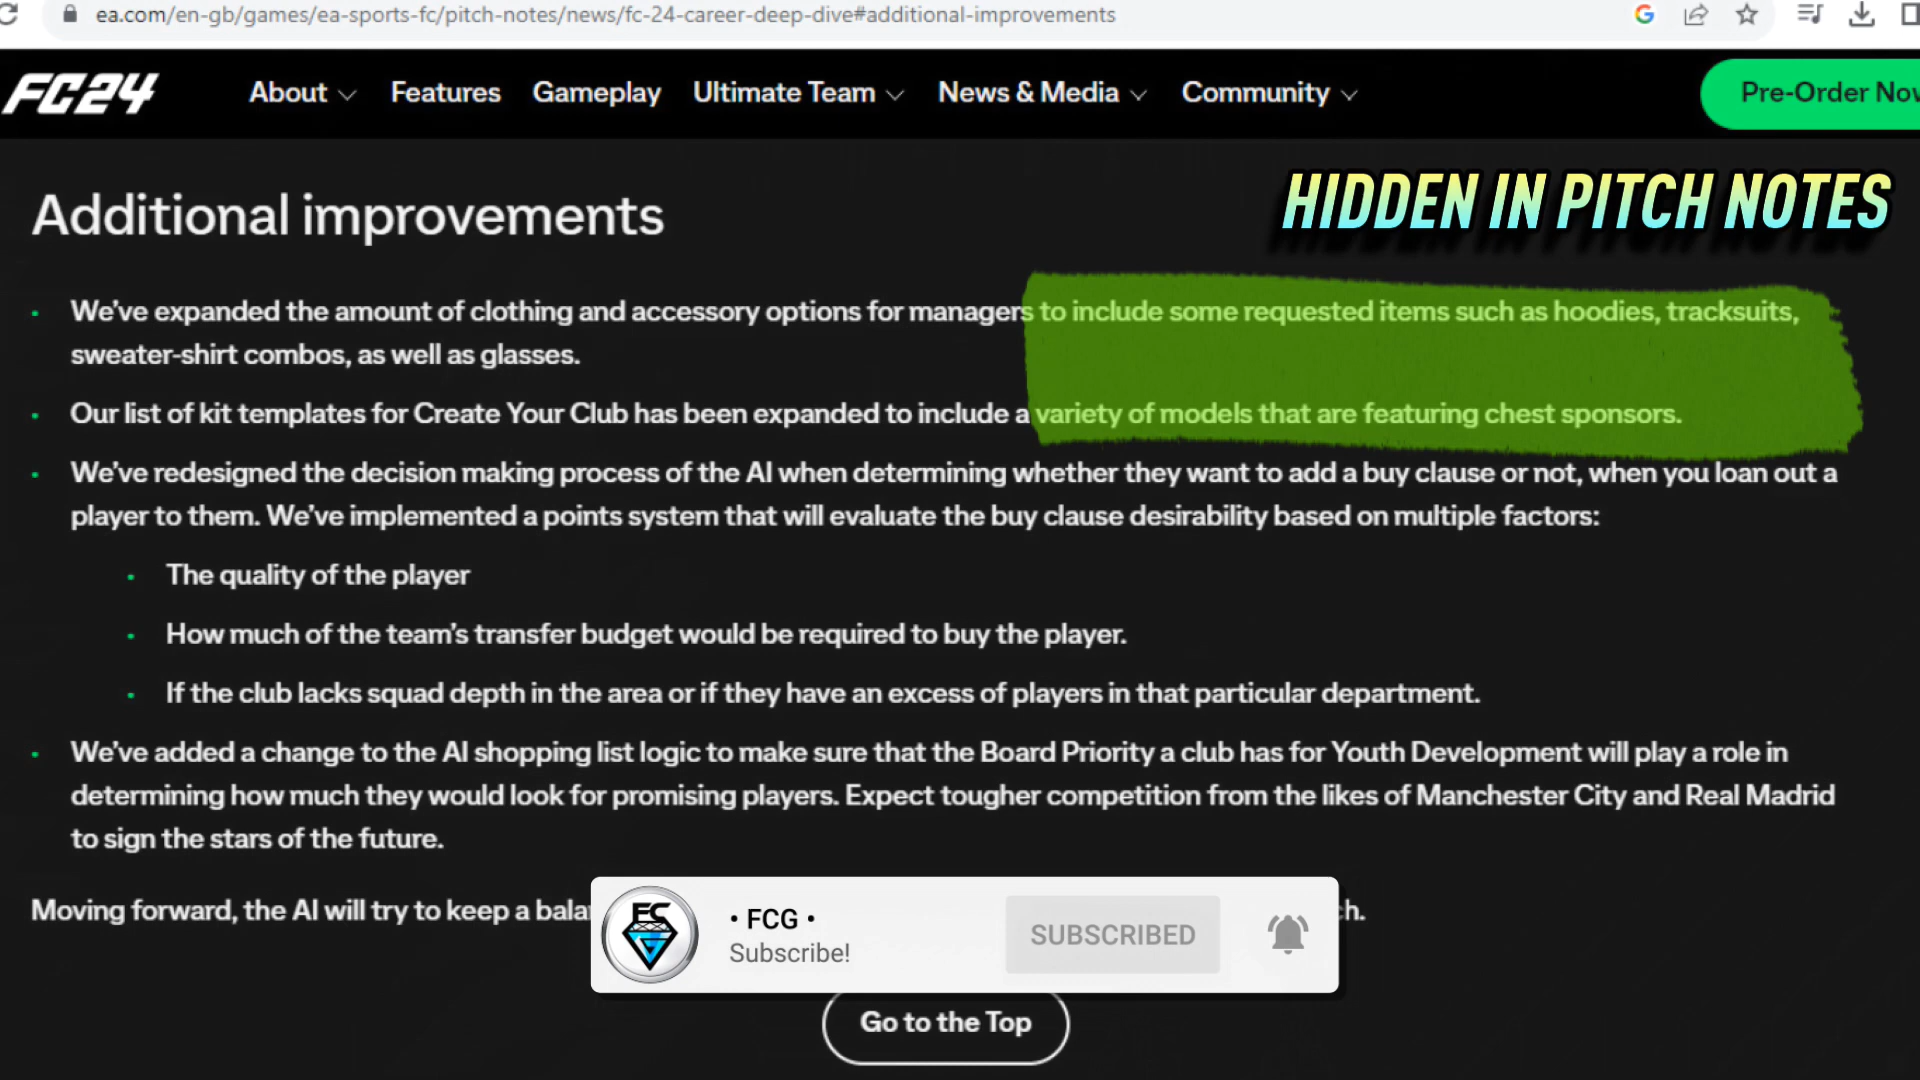 ea.com/en-gb/games/ea-sports-fc/pitch-notes/news/fc-24-career-deep-dive#additional-improvements
FC24 About Features Gameplay Ultimate Team News & Media Community Pre-Order Now
HIDDEN IN PITCH NOTES
Additional improvements
• We've expanded the amount of clothing and accessory options for managers to include some requested items such as hoodies, tracksuits,
sweater-shirt combos, as well as glasses.
• Our list of kit templates for Create Your Club has been expanded to include a variety of models that are featuring chest sponsors.
• We've redesigned the decision making process of the AI when determining whether they want to add a buy clause or not, when you loan out a
player to them. We've implemented a points system that will evaluate the buy clause desirability based on multiple factors:
• The quality of the player
• How much of the team's transfer budget would be required to buy the player.
• If the club lacks squad depth in the area or if they have an excess of players in that particular department.
• We've added a change to the AI shopping list logic to make sure that the Board Priority a club has for Youth Development will play a role in
determining how much they would look for promising players. Expect tougher competition from the likes of Manchester City and Real Madrid
to sign the stars of the future.
Moving forward, the AI will try to keep a
FC G
• FCG •
Subscribe!
SUBSCRIBED
Go to the Top